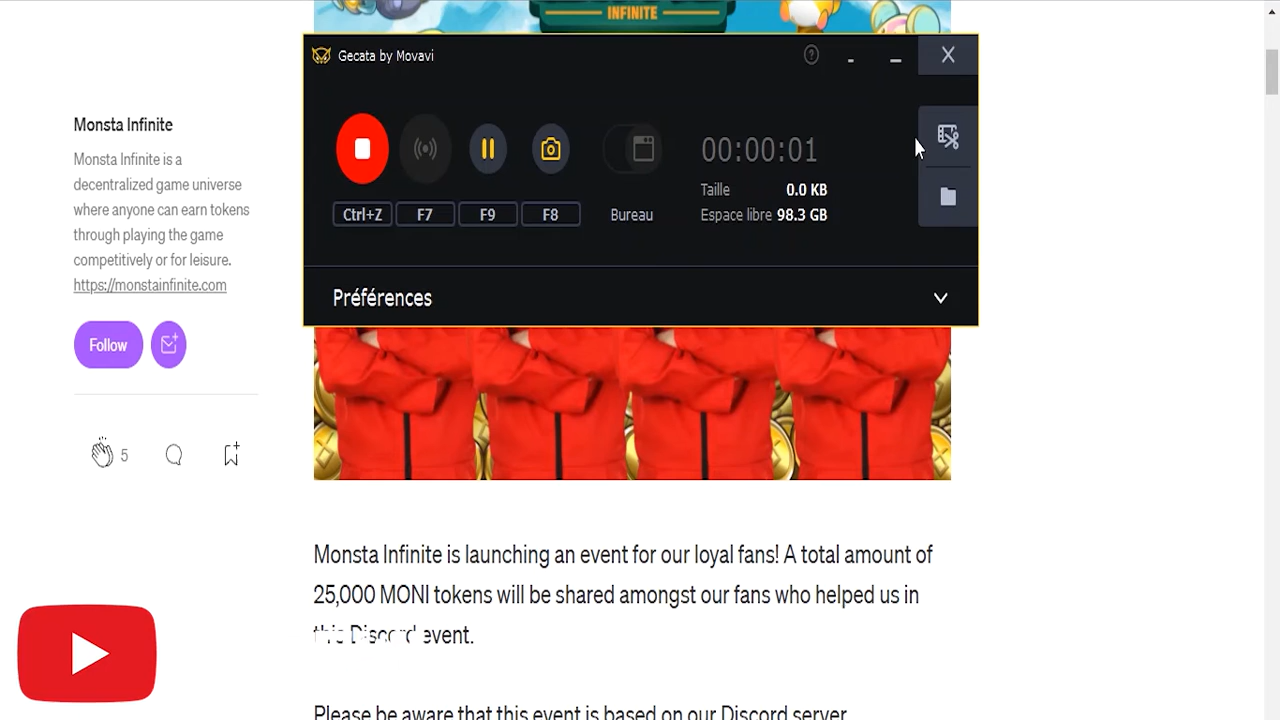 INFINITE
Gecata by Movavi
00:00:01
Taille 0.0 KB
Espace libre 98.3 GB
Ctrl+Z F7 F9 F8 Bureau
Préférences
Monsta Infinite
Monsta Infinite is a
decentralized game universe
where anyone can earn tokens
through playing the game
competitively or for leisure.
https://monstainfinite.com
Follow
5
Monsta Infinite is launching an event for our loyal fans! A total amount of
25,000 MONI tokens will be shared amongst our fans who helped us in
this Discord event.
Please be aware that this event is based on our Discord server